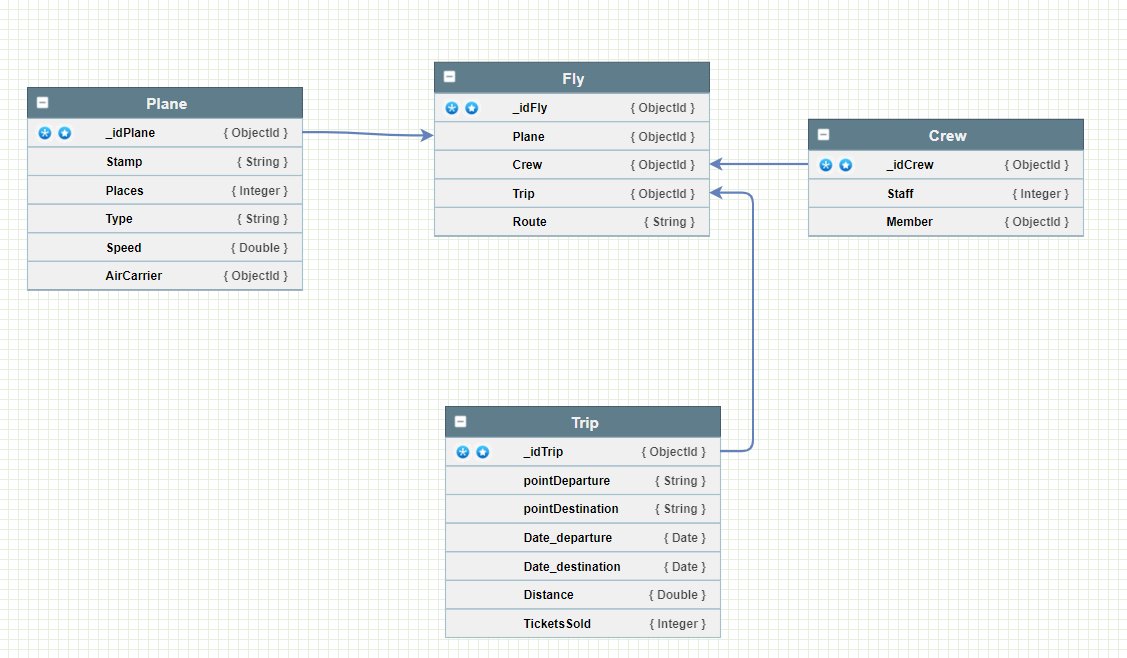 Plane
_idPlane { ObjectId }
Stamp { String }
Places { Integer }
Type { String }
Speed { Double }
AirCarrier { ObjectId }
Fly
_idFly { ObjectId }
Plane { ObjectId }
Crew { ObjectId }
Trip { ObjectId }
Route { String }
Crew
_idCrew { ObjectId }
Staff { Integer }
Member { ObjectId }
Trip
_idTrip { ObjectId }
pointDeparture { String }
pointDestination { String }
Date_departure { Date }
Date_destination { Date }
Distance { Double }
TicketsSold { Integer }